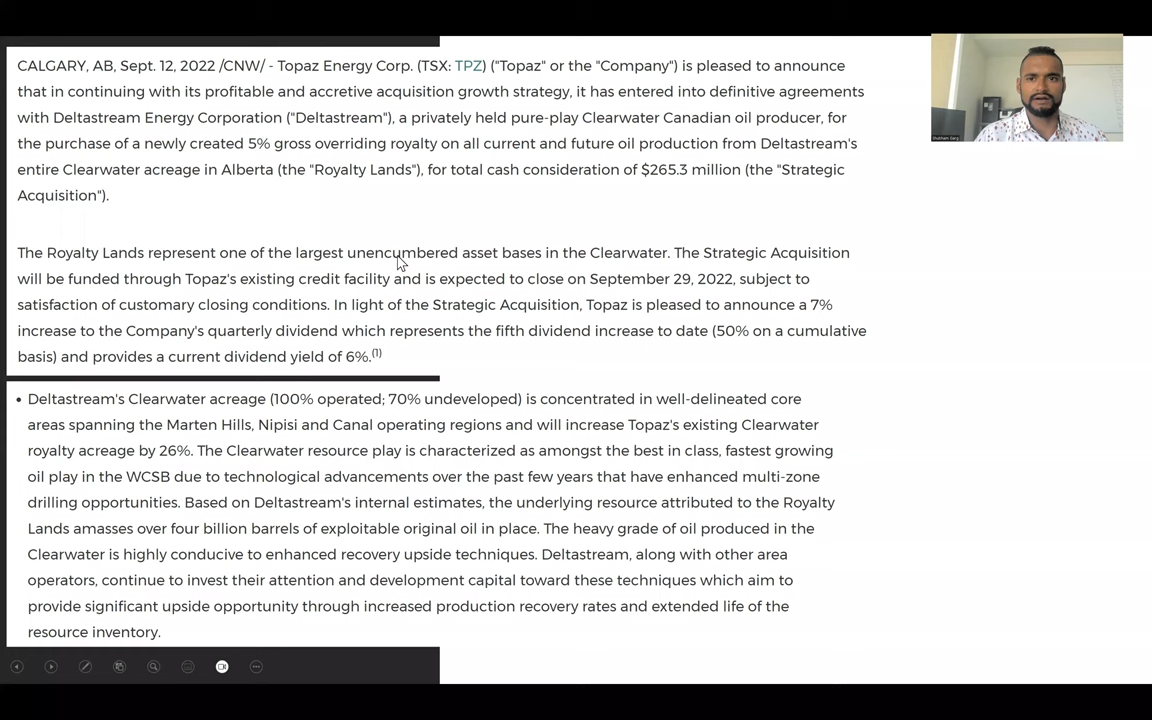 CALGARY, AB, Sept. 12, 2022 /CNW/ - Topaz Energy Corp. (TSX: TPZ) ("Topaz" or the "Company") is pleased to announce
that in continuing with its profitable and accretive acquisition growth strategy, it has entered into definitive agreements
with Deltastream Energy Corporation ("Deltastream"), a privately held pure-play Clearwater Canadian oil producer, for
the purchase of a newly created 5% gross overriding royalty on all current and future oil production from Deltastream's
entire Clearwater acreage in Alberta (the "Royalty Lands"), for total cash consideration of $265.3 million (the "Strategic
Acquisition").
The Royalty Lands represent one of the largest unencumbered asset bases in the Clearwater. The Strategic Acquisition
will be funded through Topaz's existing credit facility and is expected to close on September 29, 2022, subject to
satisfaction of customary closing conditions. In light of the Strategic Acquisition, Topaz is pleased to announce a 7%
increase to the Company's quarterly dividend which represents the fifth dividend increase to date (50% on a cumulative
basis) and provides a current dividend yield of 6%.(1)
• Deltastream's Clearwater acreage (100% operated; 70% undeveloped) is concentrated in well-delineated core
areas spanning the Marten Hills, Nipisi and Canal operating regions and will increase Topaz's existing Clearwater
royalty acreage by 26%. The Clearwater resource play is characterized as amongst the best in class, fastest growing
oil play in the WCSB due to technological advancements over the past few years that have enhanced multi-zone
drilling opportunities. Based on Deltastream's internal estimates, the underlying resource attributed to the Royalty
Lands amasses over four billion barrels of exploitable original oil in place. The heavy grade of oil produced in the
Clearwater is highly conducive to enhanced recovery upside techniques. Deltastream, along with other area
operators, continue to invest their attention and development capital toward these techniques which aim to
provide significant upside opportunity through increased production recovery rates and extended life of the
resource inventory.